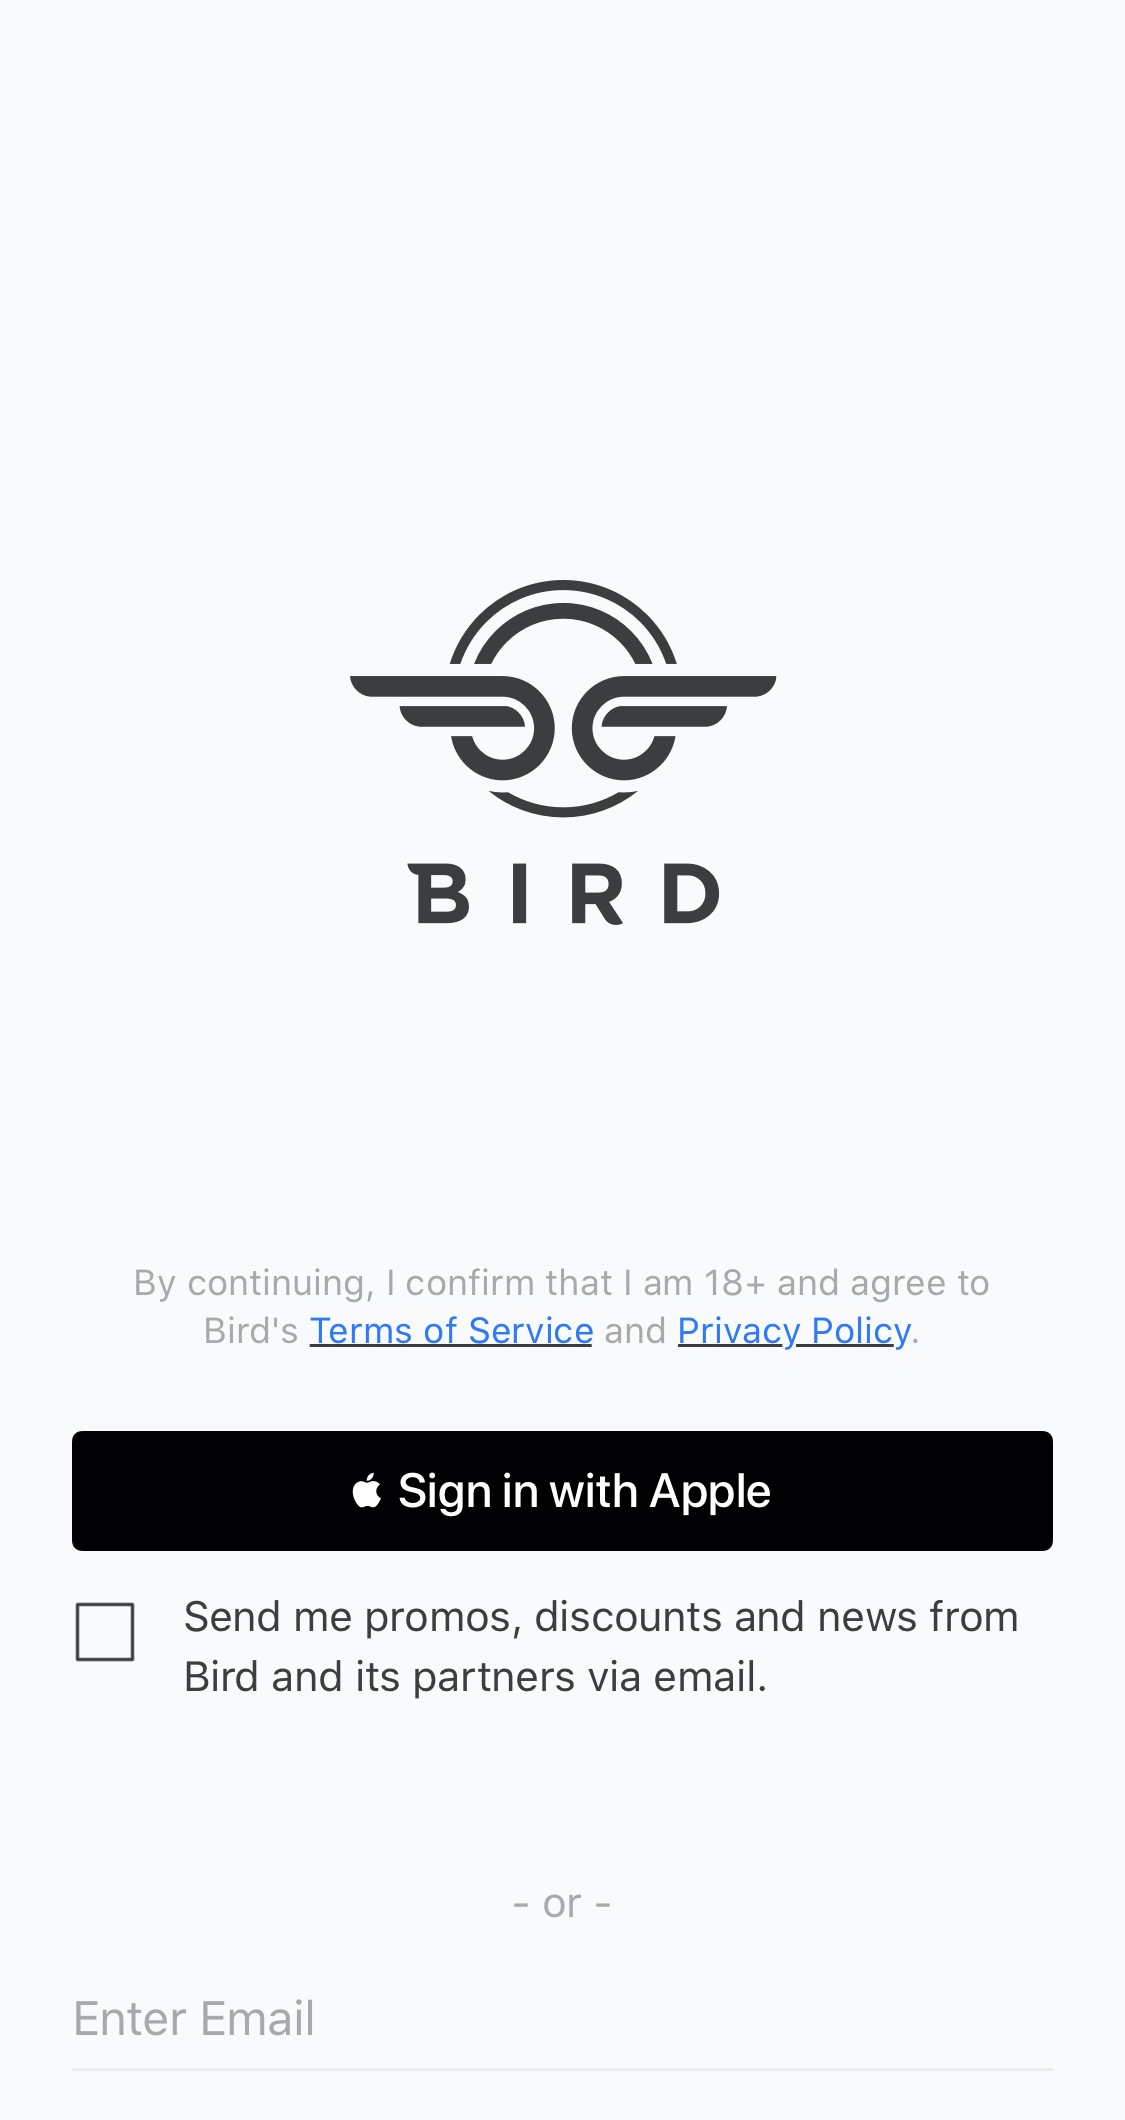 BIRD
By continuing, I confirm that I am 18+ and agree to
Bird's Terms of Service and Privacy Policy.
Sign in with Apple
Send me promos, discounts and news from
Bird and its partners via email.
- or -
Enter Email